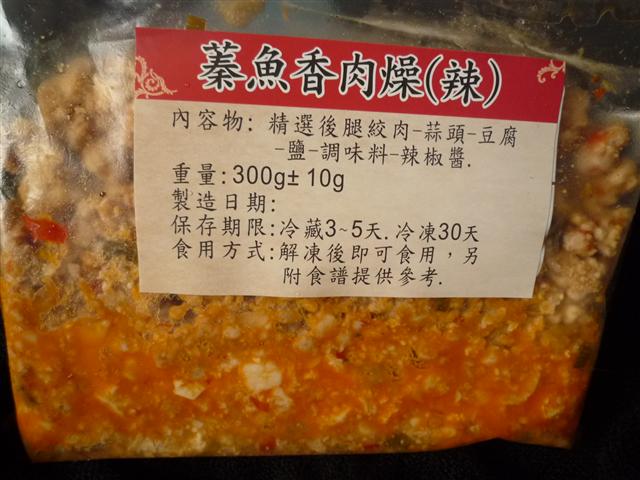 蓁魚香肉燥(辣)
內容物: 精選後腿絞肉-蒜頭-豆腐
-鹽-調味料-辣椒醬.
重量:300g± 10g
製造日期:
保存期限:冷藏3~5天.冷凍30天
食用方式:解凍後即可食用，另
附食譜提供參考.